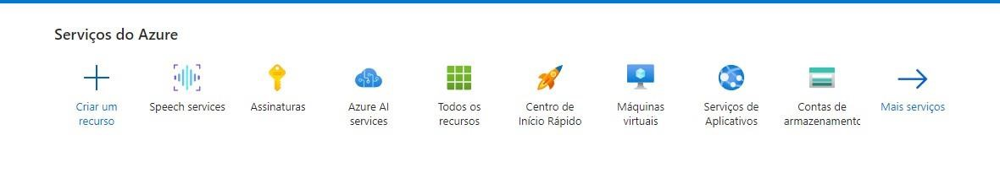 Serviços do Azure
Criar um
recurso
Speech services
Assinaturas
Azure AI
services
Todos os
recursos
Centro de
Início Rápido
Máquinas
virtuais
Serviços de
Aplicativos
Contas de
armazenamento
Mais serviços